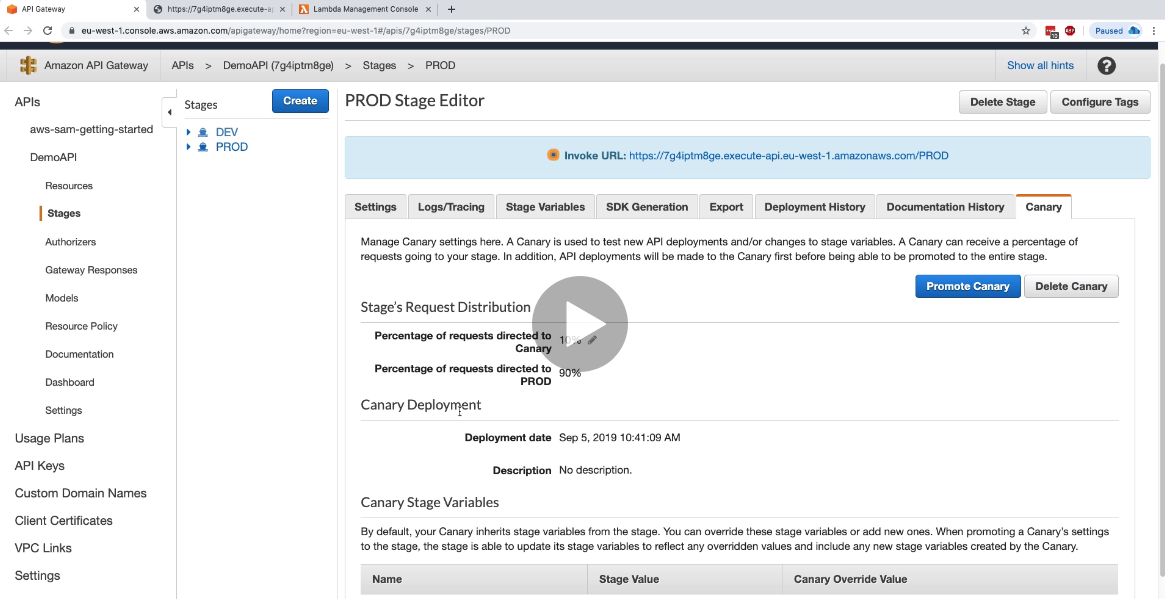 API Gateway
https://7g4iptm8ge.execute-ap
Lambda Management Console
eu-west-1.console.aws.amazon.com/apigateway/home?region=eu-west-1#/apis/7g4iptm8ge/stages/PROD
Paused
Amazon API Gateway
APIs > DemoAPI (7g4iptm8ge) > Stages > PROD
Show all hints
APIs
aws-sam-getting-started
DemoAPI
Resources
Stages
Authorizers
Gateway Responses
Models
Resource Policy
Documentation
Dashboard
Settings
Usage Plans
API Keys
Custom Domain Names
Client Certificates
VPC Links
Settings
Stages
Create
DEV
PROD
PROD Stage Editor
Delete Stage
Configure Tags
Invoke URL: https://7g4iptm8ge.execute-api.eu-west-1.amazonaws.com/PROD
Settings
Logs/Tracing
Stage Variables
SDK Generation
Export
Deployment History
Documentation History
Canary
Manage Canary settings here. A Canary is used to test new API deployments and/or changes to stage variables. A Canary can receive a percentage of
requests going to your stage. In addition, API deployments will be made to the Canary first before being able to be promoted to the entire stage.
Promote Canary
Delete Canary
Stage's Request Distribution
Percentage of requests directed to
Canary
10%
Percentage of requests directed to
PROD
90%
Canary Deployment
Deployment date Sep 5, 2019 10:41:09 AM
Description No description.
Canary Stage Variables
By default, your Canary inherits stage variables from the stage. You can override these stage variables or add new ones. When promoting a Canary's settings
to the stage, the stage is able to update its stage variables to reflect any overridden values and include any new stage variables created by the Canary.
Name
Stage Value
Canary Override Value